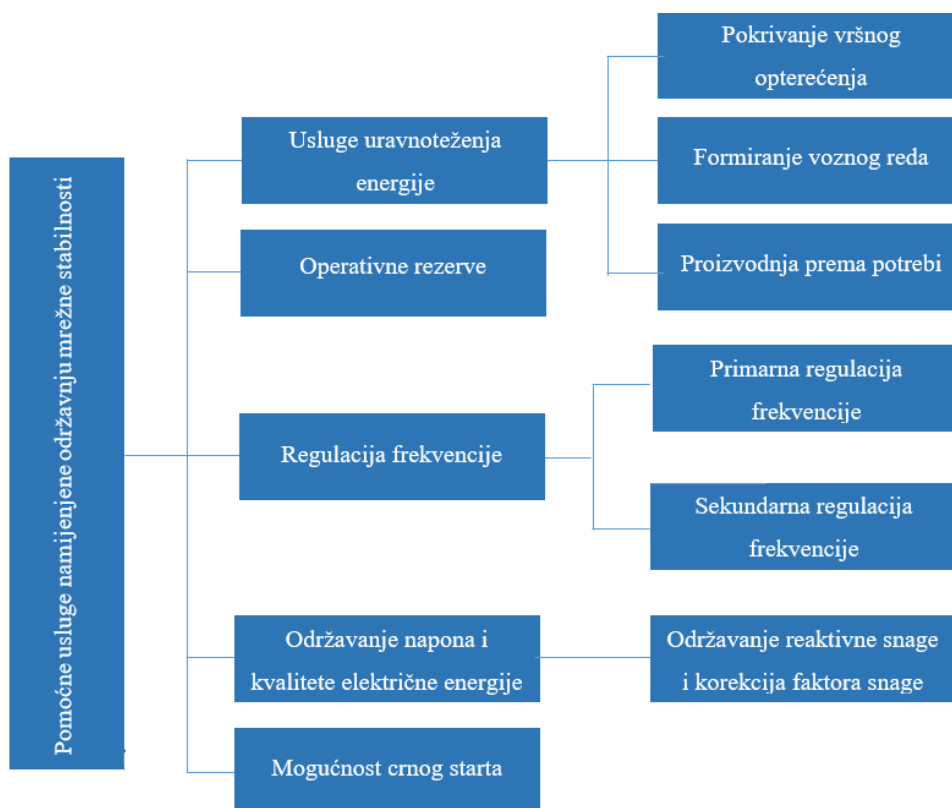 Pomoćne usluge namijenjene održavnju mrežne stabilnosti
Usluge uravnoteženja
energije
Pokrivanje vršnog
opterećenja
Formiranje voznog reda
Proizvodnja prema potrebi
Operativne rezerve
Regulacija frekvencije
Primarna regulacija
frekvencije
Sekundarna regulacija
frekvencije
Održavanje napona i
kvalitete električne energije
Održavanje reaktivne snage
i korekcija faktora snage
Mogućnost crnog starta